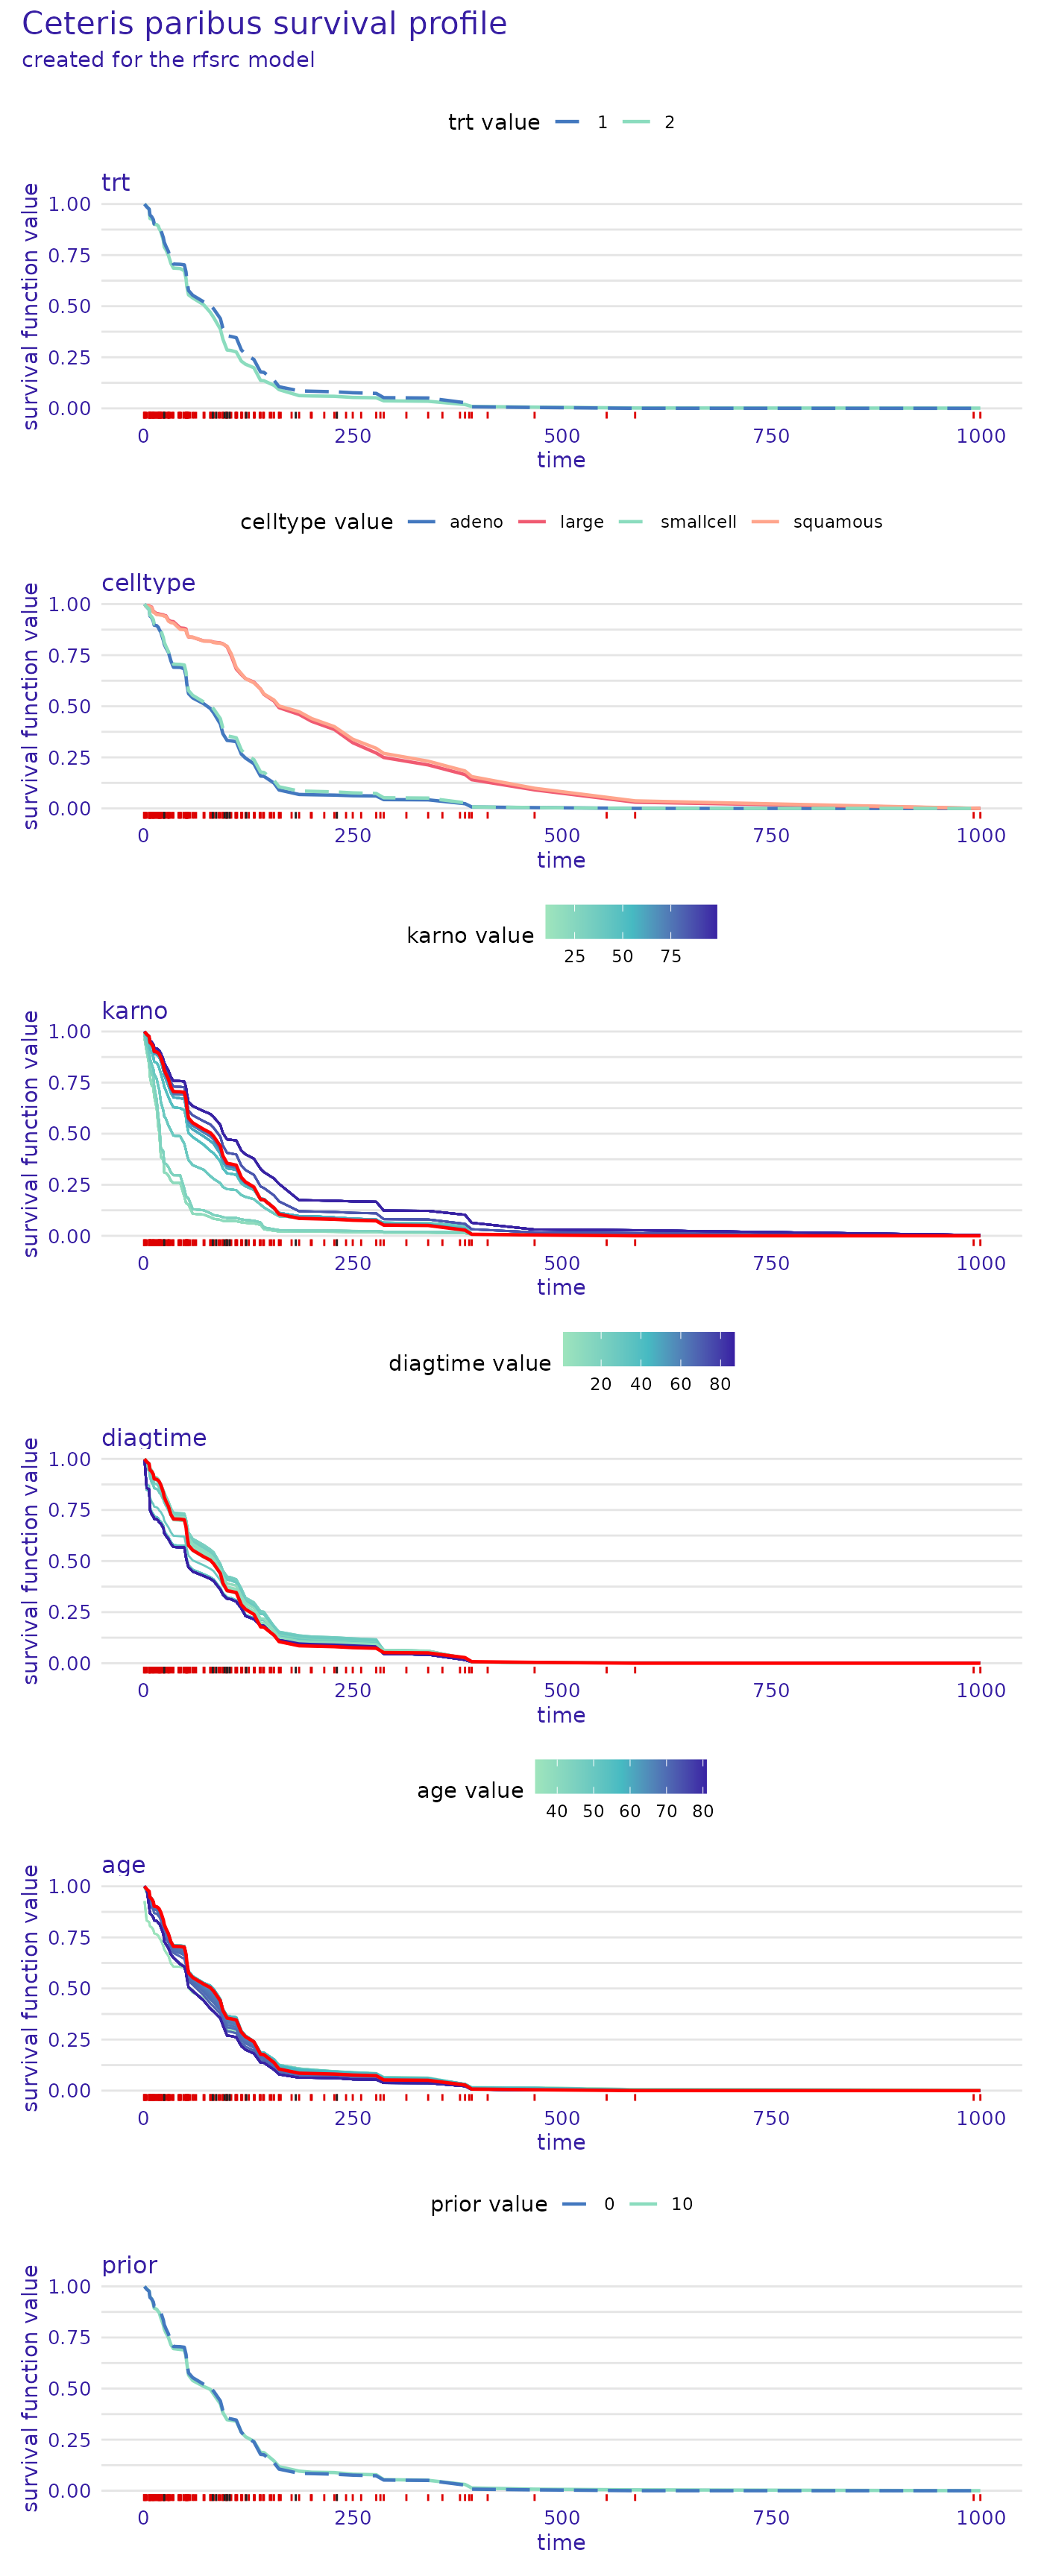 Ceteris paribus survival profile
created for the rfsrc model
trt value 1 2
trt
survival function value
1.00
0.75
0.50
0.25
0.00
0 250 500 750 1000
time
celltype value adeno large smallcell squamous
celltype
survival function value
1.00
0.75
0.50
0.25
0.00
0 250 500 750 1000
time
karno value
25 50 75
karno
survival function value
1.00
0.75
0.50
0.25
0.00
0 250 500 750 1000
time
diagtime value
20 40 60 80
diagtime
survival function value
1.00
0.75
0.50
0.25
0.00
0 250 500 750 1000
time
age value
40 50 60 70 80
age
survival function value
1.00
0.75
0.50
0.25
0.00
0 250 500 750 1000
time
prior value 0 10
prior
survival function value
1.00
0.75
0.50
0.25
0.00
0 250 500 750 1000
time